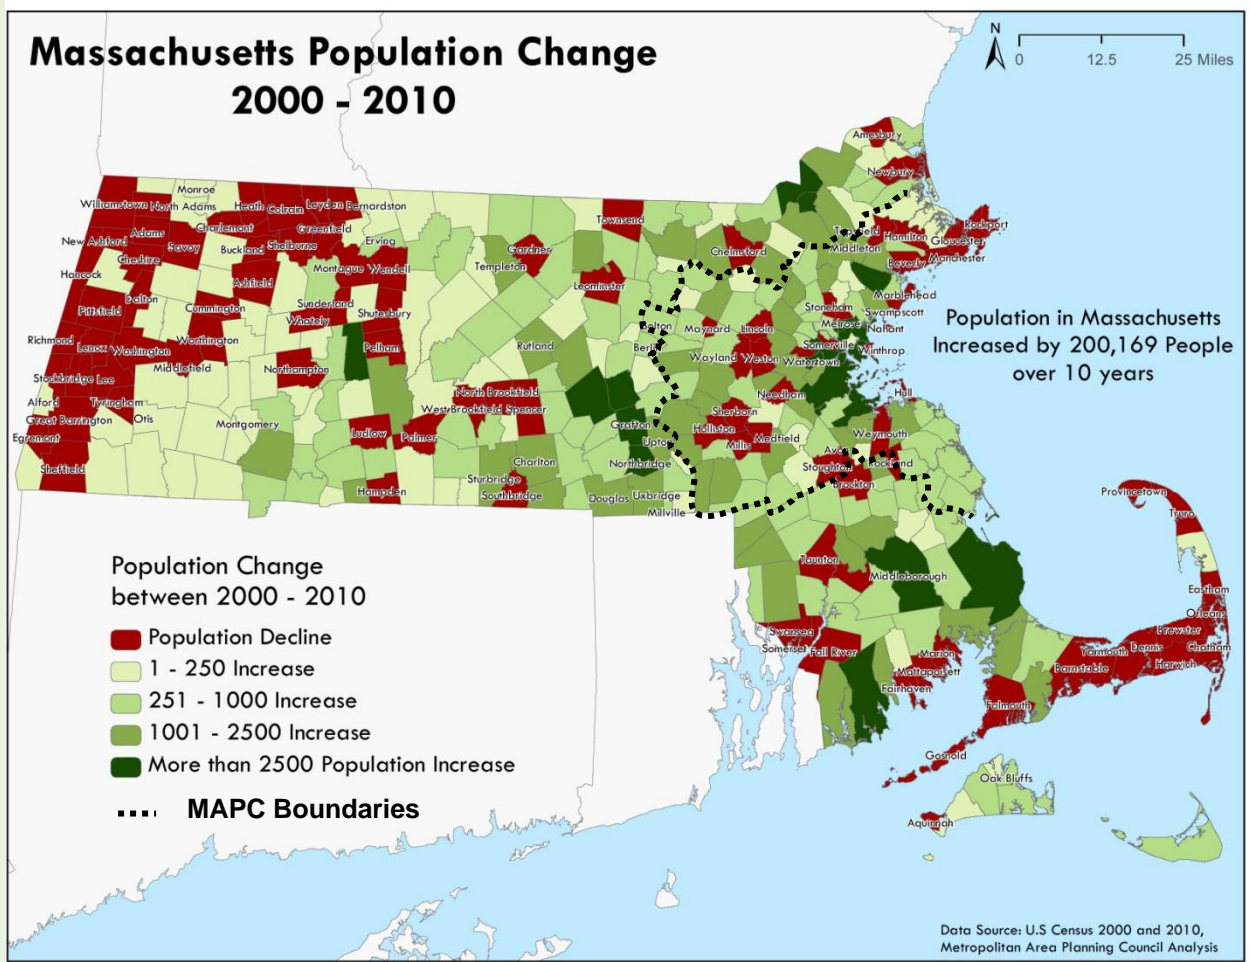 Massachusetts Population Change
2000 - 2010
N
0 12.5 25 Miles
Amesbury
Newbury
Monroe
Williamstown North Adams Heath Colrain Leyden Bernardston
Townsend
Rockport
Charlemont Greenfield
Adams
Hamilton
Gloucester
New Ashford Savoy Buckland Shelburne Erving
Middleton
Chelmsford
Gardner
Manchester
Cheshire
Beverly
Templeton
Hancock Montague Wendell
Ashfield
Leominster
Marblehead
Dalton Cummington Sunderland Shutesbury
Stoneham
Swampscott
Pittsfield
Whately
Bolton Maynard Lincoln Melrose Nahant
Richmond Lenox Washington Worthington Pelham
Rutland
Somerville Winthrop
Wayland Weston Watertown
Middlefield Northampton
Stockbridge Lee
Population in Massachusetts
Increased by 200,169 People
over 10 years
Needham Hull
Alford Tyringham North Brookfield
West Brookfield Spencer
Sherborn
Great Barrington Otis Montgomery
Grafton Holliston
Weymouth
Egremont Ludlow Palmer
Millis Medfield
Sheffield
Charlton Northbridge
Stoughton Rockland
Brockton
Sturbridge
Hampden Southbridge Douglas Uxbridge
Millville
Provincetown
Truro
Taunton
Middleborough
Eastham
Orleans
Swansea
Somerset Fall River
Brewster
Marion Yarmouth Dennis Chatham
Mattapoisett Barnstable Harwich
Fairhaven
Falmouth
Gosnold
Oak Bluffs
Aquinnah
Population Change
between 2000 - 2010
Population Decline
1 - 250 Increase
251 - 1000 Increase
1001 - 2500 Increase
More than 2500 Population Increase
MAPC Boundaries
Data Source: U.S Census 2000 and 2010,
Metropolitan Area Planning Council Analysis